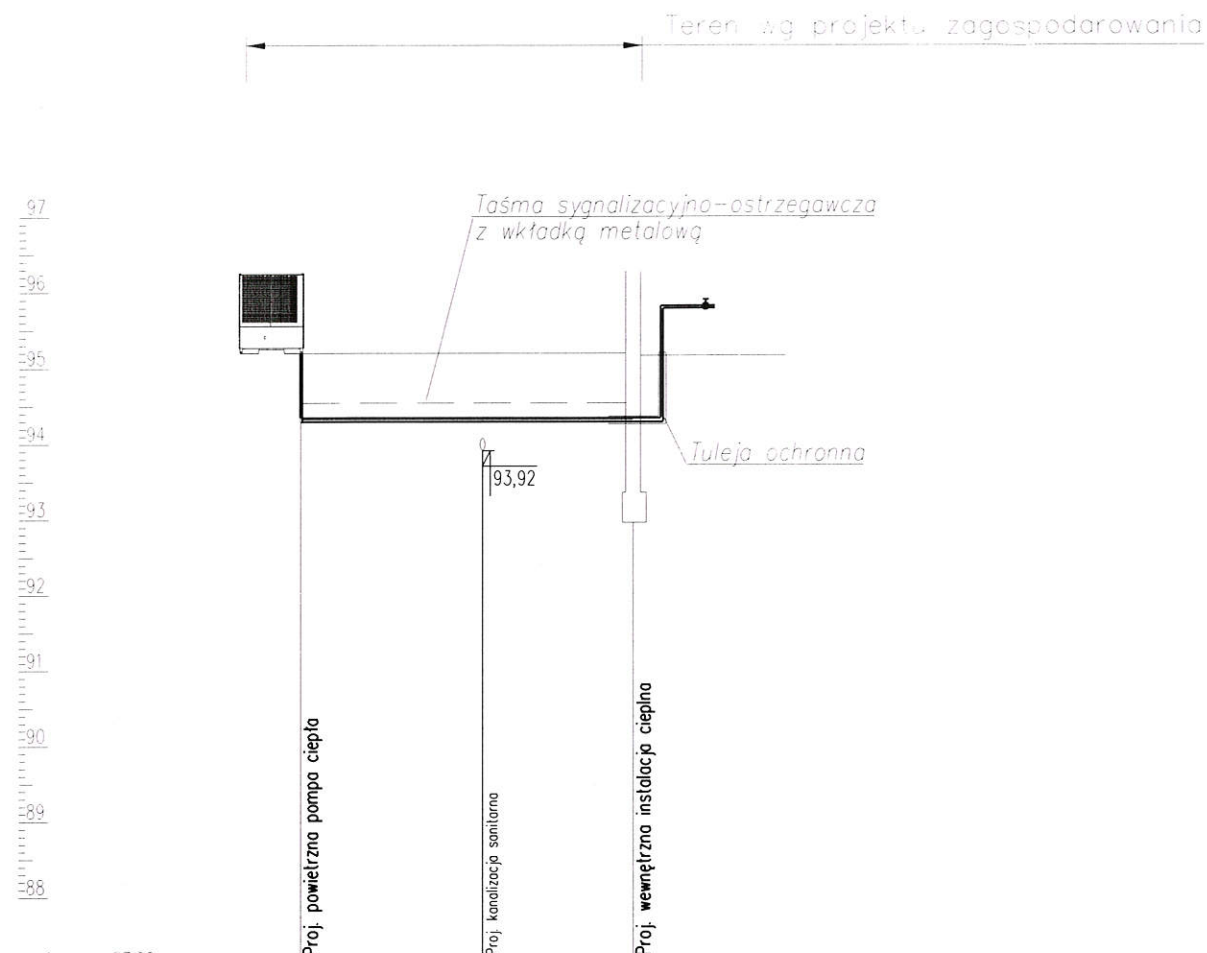 Teren wg projektu zagospodarowania
97
Taśma sygnalizacyjno-ostrzegawcza
z wkładką metalową
96
95
94
Tuleja ochronna
93,92
93
92
91
90
89
88
Proj. powietrzna pompa ciepła
Proj. kanalizacja sanitarna
Proj. wewnętrzna instalacja cieplna